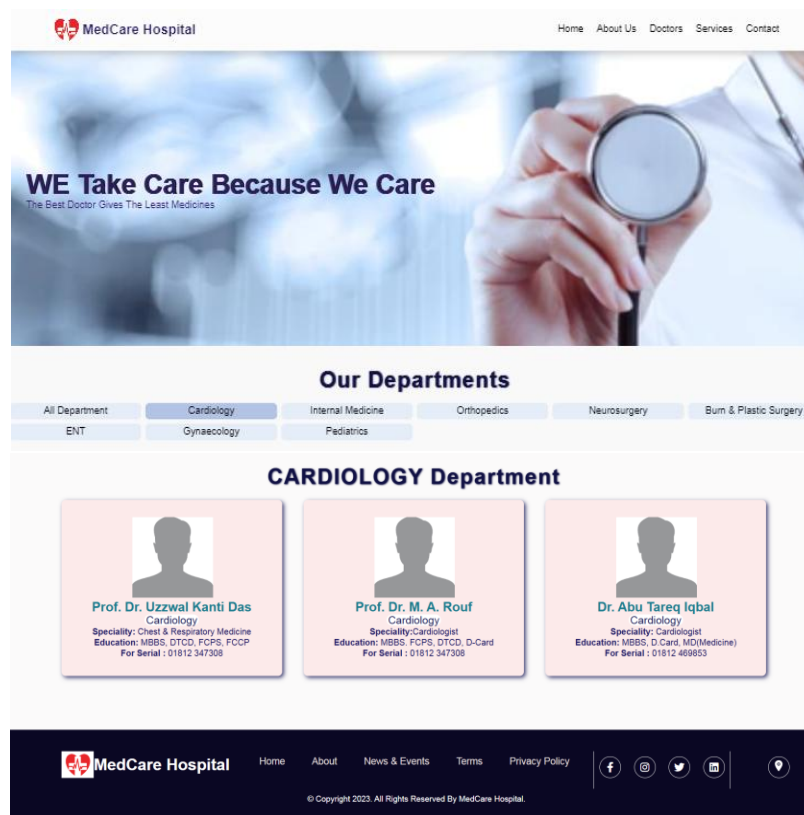 MedCare Hospital
Home About Us Doctors Services Contact
WE Take Care Because We Care
The Best Doctor Gives The Least Medicines
Our Departments
All Department Cardiology Internal Medicine Orthopedics Neurosurgery Burn & Plastic Surgery
ENT Gynaecology Pediatrics
CARDIOLOGY Department
Prof. Dr. Uzzwal Kanti Das
Cardiology
Speciality: Chest & Respiratory Medicine
Education: MBBS, DTCD, FCPS, FCCP
For Serial : 01812 347308
Prof. Dr. M. A. Rouf
Cardiology
Speciality:Cardiologist
Education: MBBS. FCPS, DTCD, D-Card
For Serial : 01812 347308
Dr. Abu Tareq Iqbal
Cardiology
Speciality: Cardiologist
Education: MBBS, D.Card, MD(Medicine)
For Serial : 01812 469853
MedCare Hospital
Home About News & Events Terms Privacy Policy
© Copyright 2023. All Rights Reserved By MedCare Hospital.